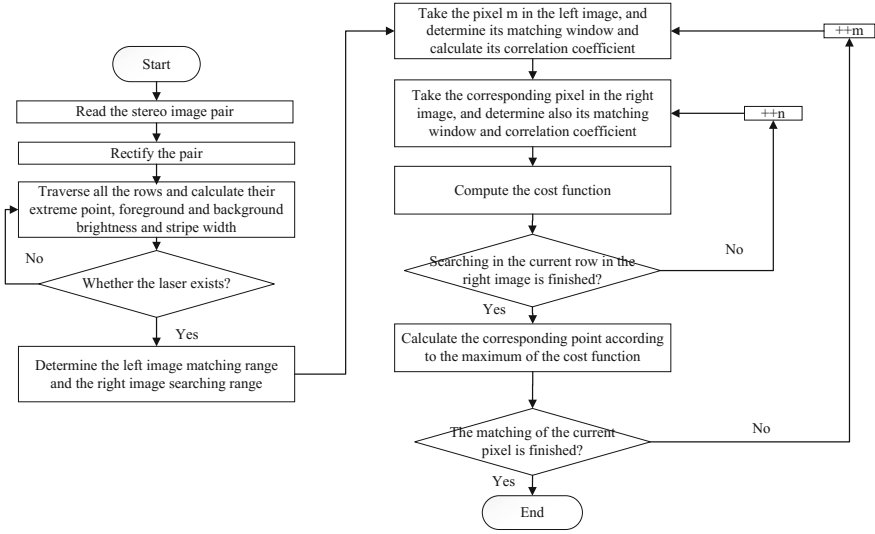 Start
Read the stereo image pair
Rectify the pair
Traverse all the rows and calculate their
extreme point, foreground and background
brightness and stripe width
No
Whether the laser exists?
Yes
Determine the left image matching range
and the right image searching range
Take the pixel m in the left image, and
determine its matching window and
calculate its correlation coefficient
++m
Take the corresponding pixel in the right
image, and determine also its matching
window and correlation coefficient
++n
Compute the cost function
Searching in the current row in the
right image is finished?
No
Yes
Calculate the corresponding point according
to the maximum of the cost function
The matching of the current
pixel is finished?
No
Yes
End